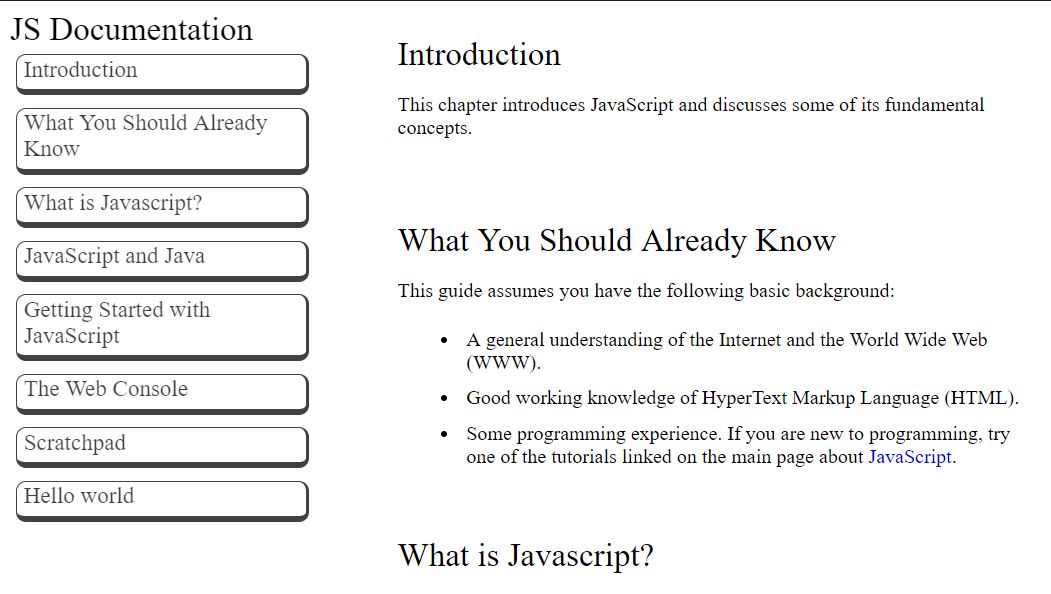 JS Documentation
Introduction
What You Should Already
Know
What is Javascript?
JavaScript and Java
Getting Started with
JavaScript
The Web Console
Scratchpad
Hello world
Introduction
This chapter introduces JavaScript and discusses some of its fundamental
concepts.
What You Should Already Know
This guide assumes you have the following basic background:
• A general understanding of the Internet and the World Wide Web
(WWW).
• Good working knowledge of HyperText Markup Language (HTML).
• Some programming experience. If you are new to programming, try
one of the tutorials linked on the main page about JavaScript.
What is Javascript?